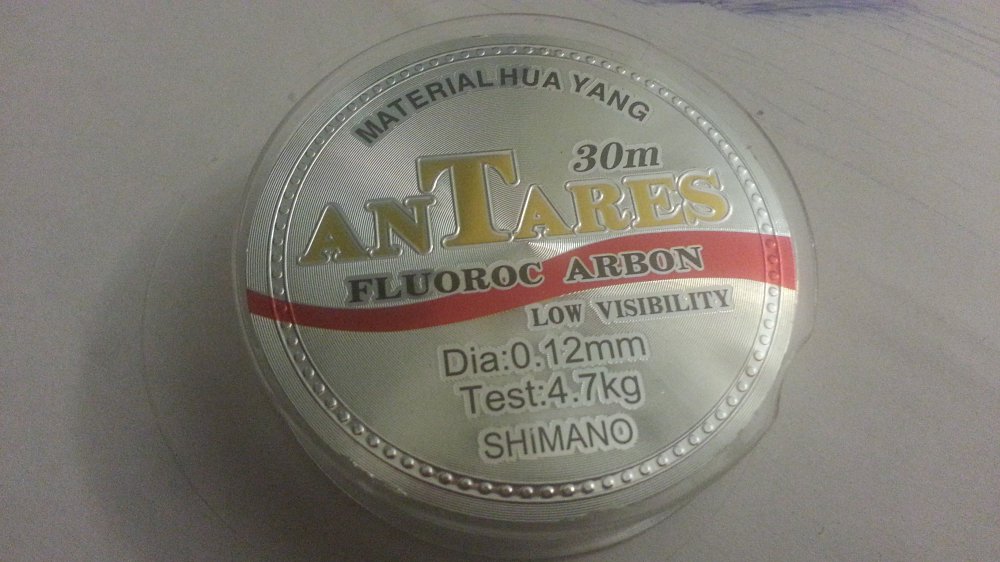 MATERIAL HUA YANG
30m
ANTARES
FLUOROC ARBON
LOW VISIBILITY
Dia:0.12mm
Test:4.7kg
SHiMANO